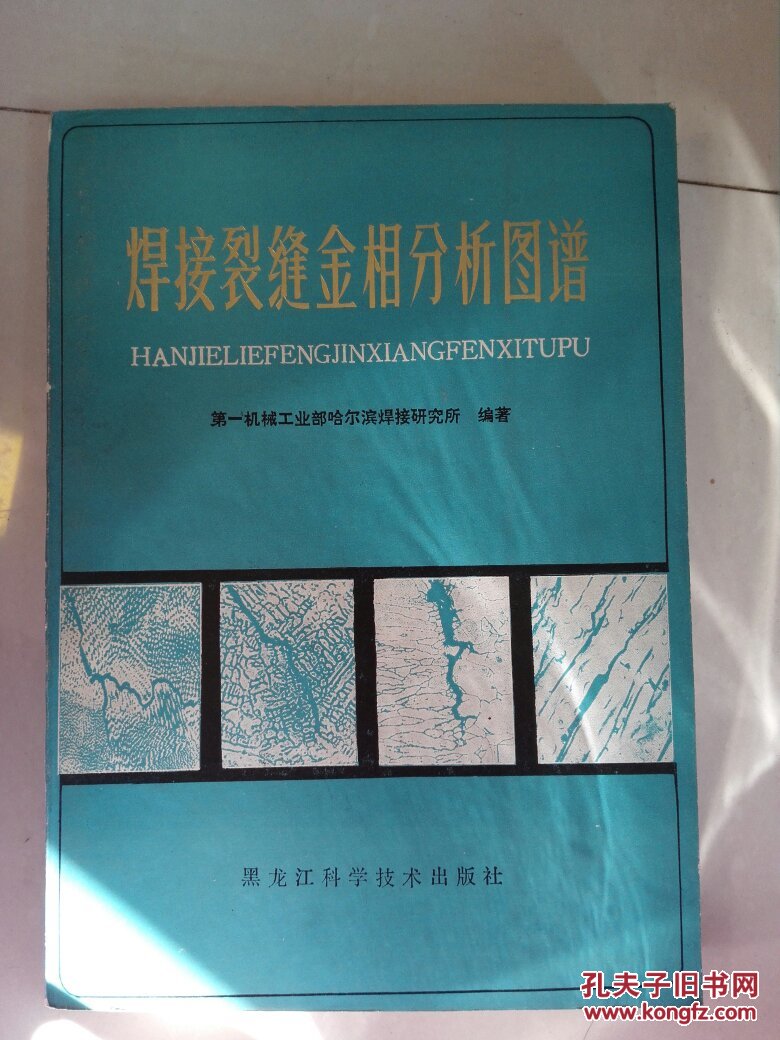 焊接裂缝金相分析图谱
HANJIELIEFENGJINXIANGFENXITUPU
第一机械工业部哈尔滨焊接研究所 编著
黑龙江科学技术出版社
孔夫子旧书网
www.kongfz.com